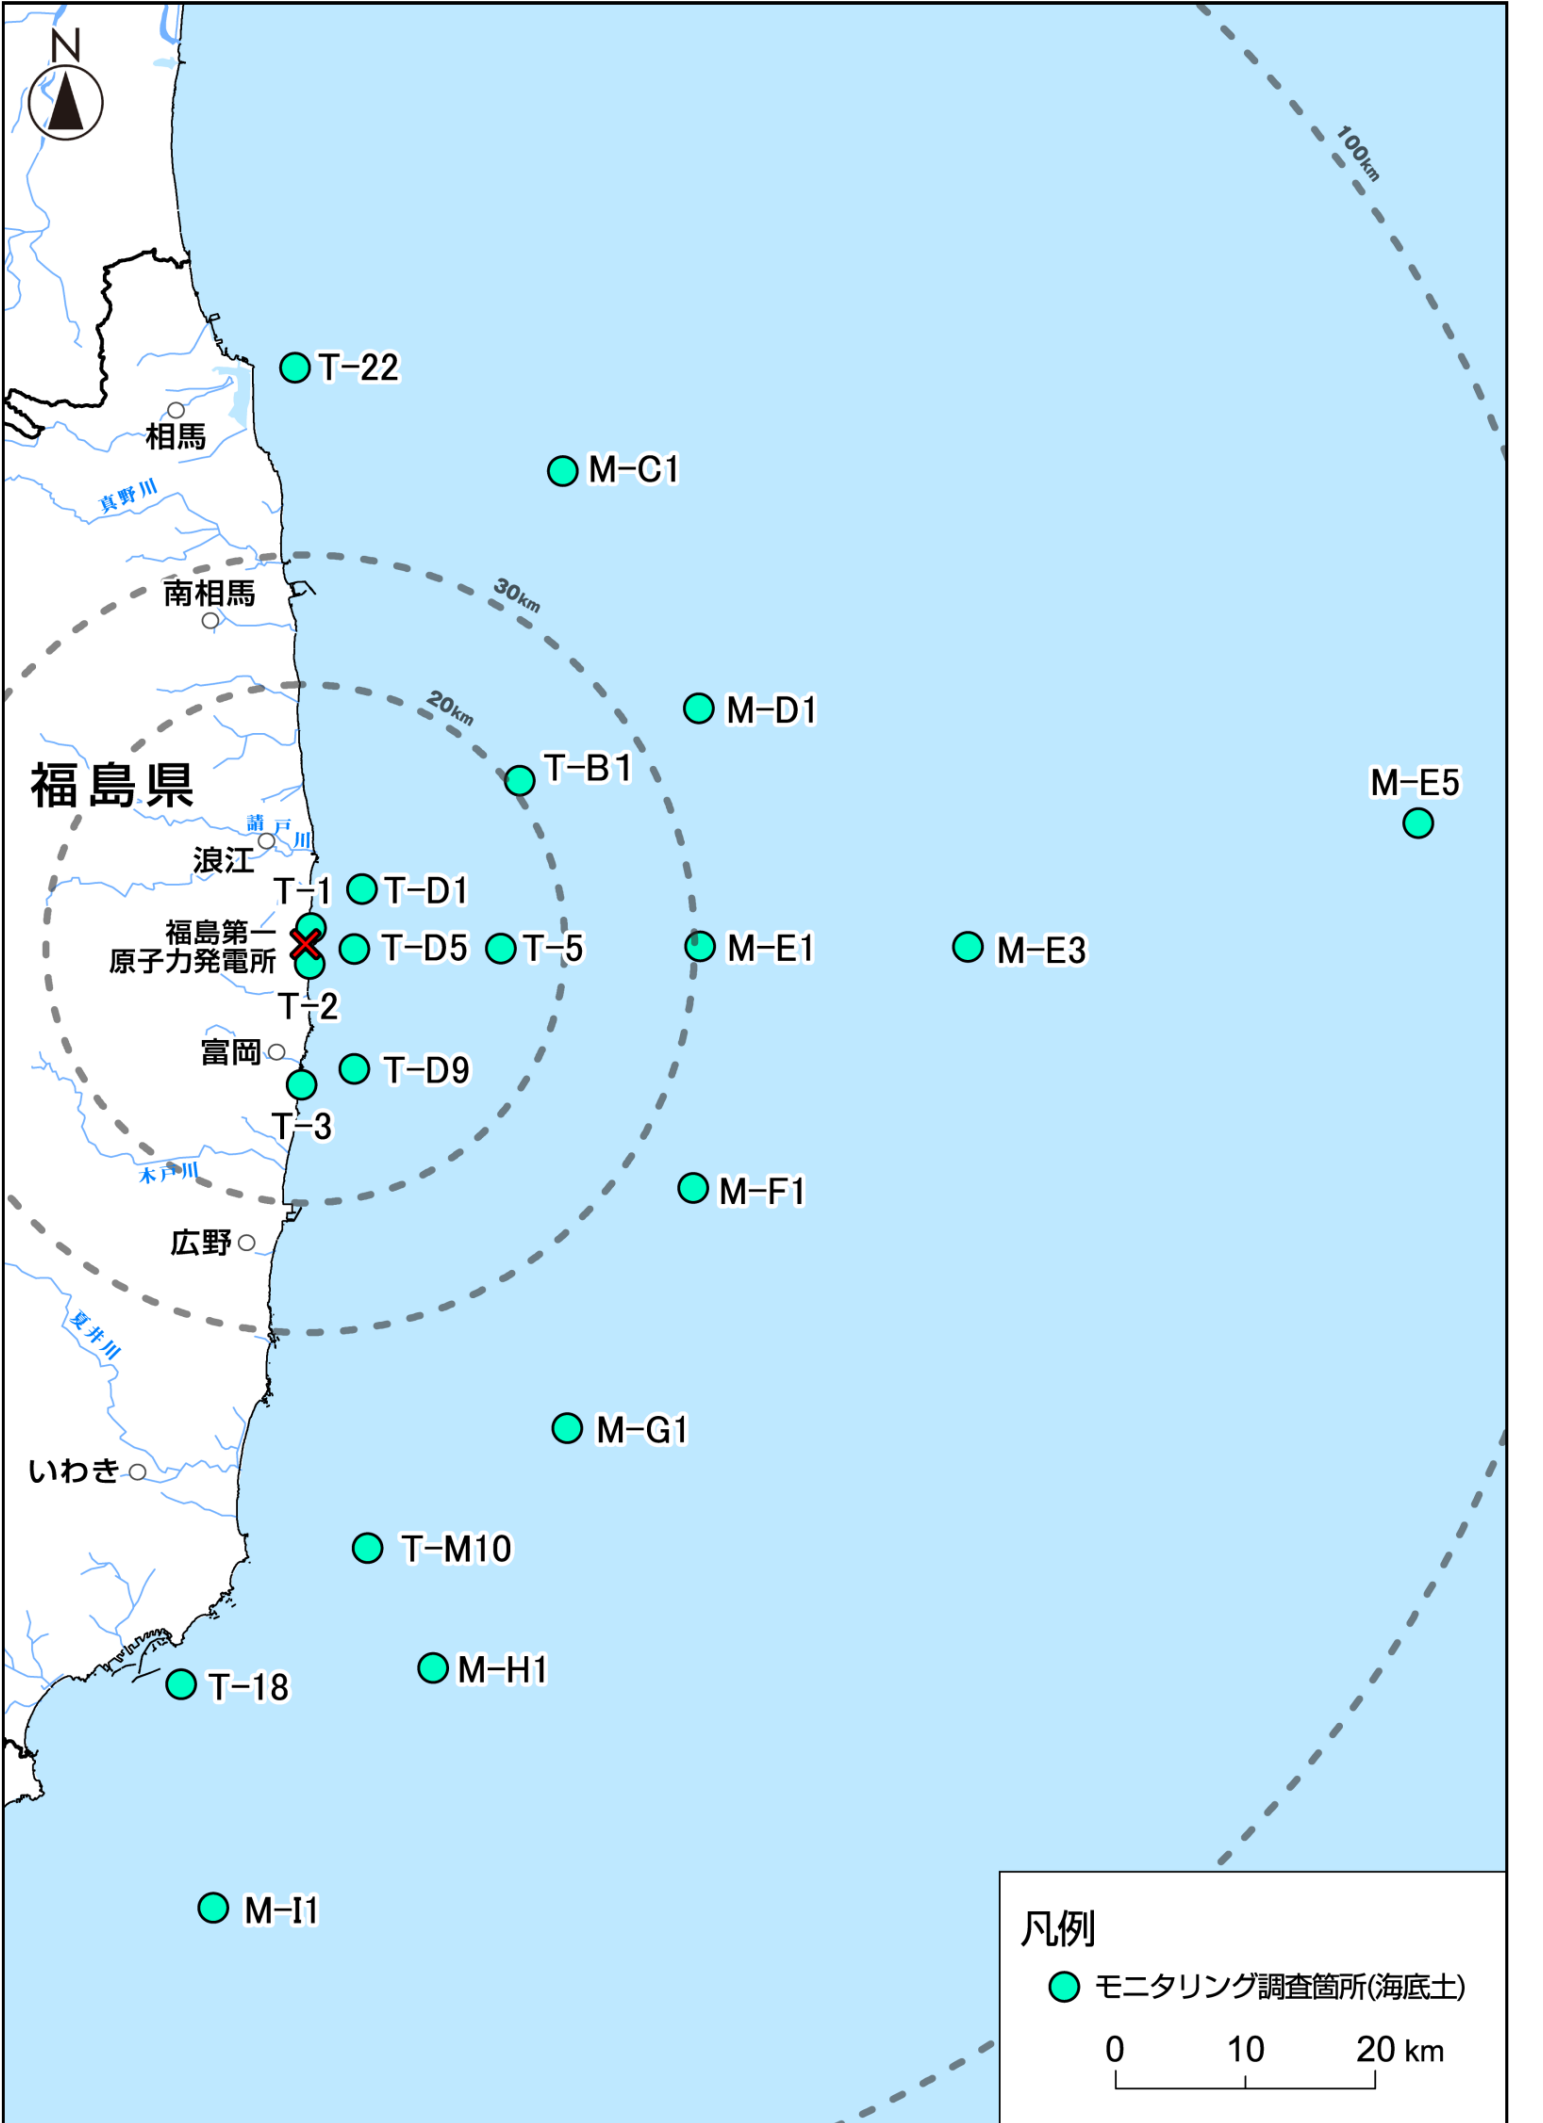 N
100km
T-22
相馬
M-C1
真野川
30km
南相馬
20km
M-D1
T-B1
福島県
M-E5
請戸川
浪江
T-1
T-D1
福島第一
原子力発電所
T-D5
T-5
M-E1
M-E3
T-2
富岡
T-D9
T-3
木戸川
M-F1
広野
夏井川
M-G1
いわき
T-M10
M-H1
T-18
M-I1
凡例
モニタリング調査箇所(海底土)
0 10 20 km